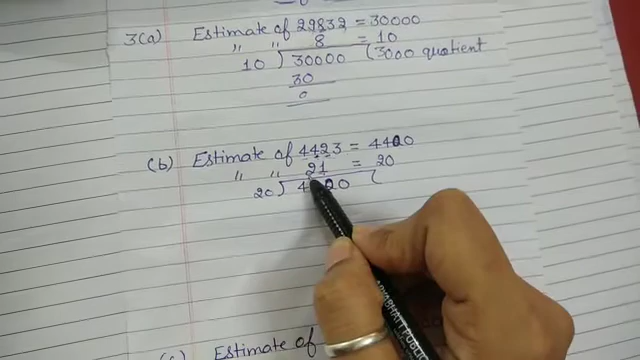 3(a) Estimate of 29832 = 30000
" " 8 = 10
10 ) 30000 ( 3000 quotient
30
0
(b) Estimate of 4423 = 4420
" " 21 = 20
20 ) 4420 (
(c) Estimate of